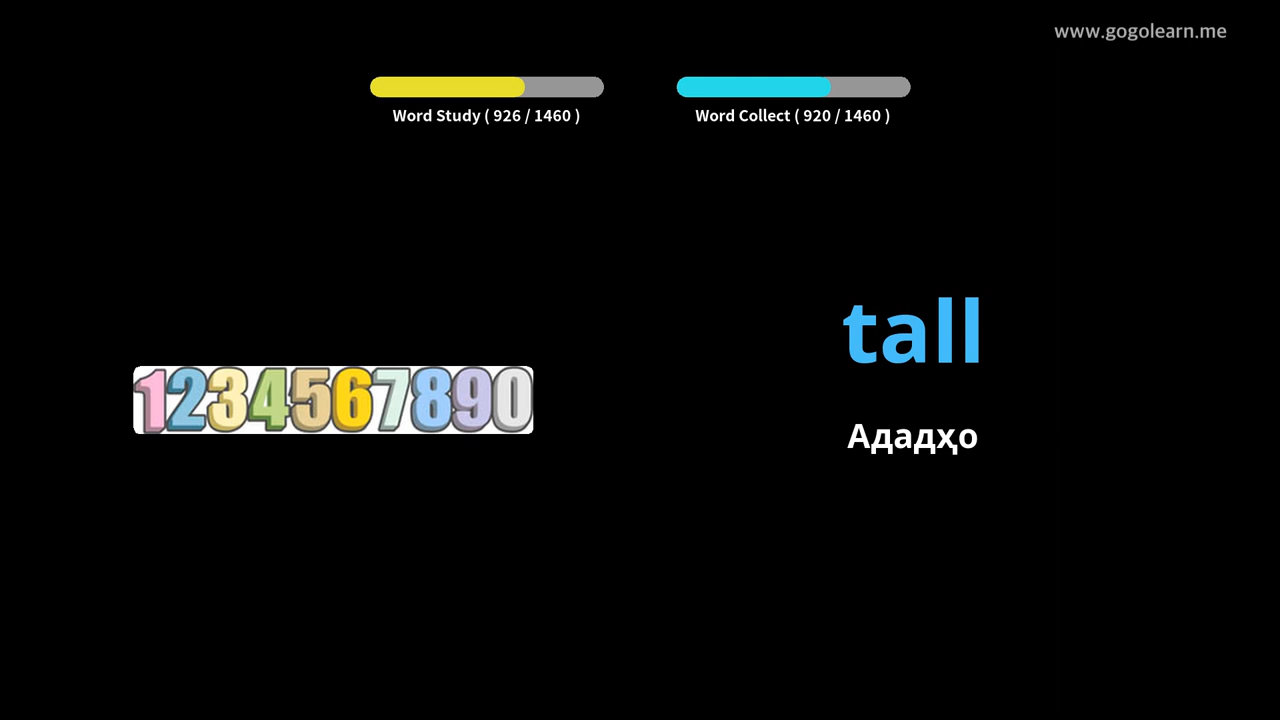 www.gogolearn.me
Word Study ( 926 / 1460 )
Word Collect ( 920 / 1460 )
tall
1234567890
Ададҳо